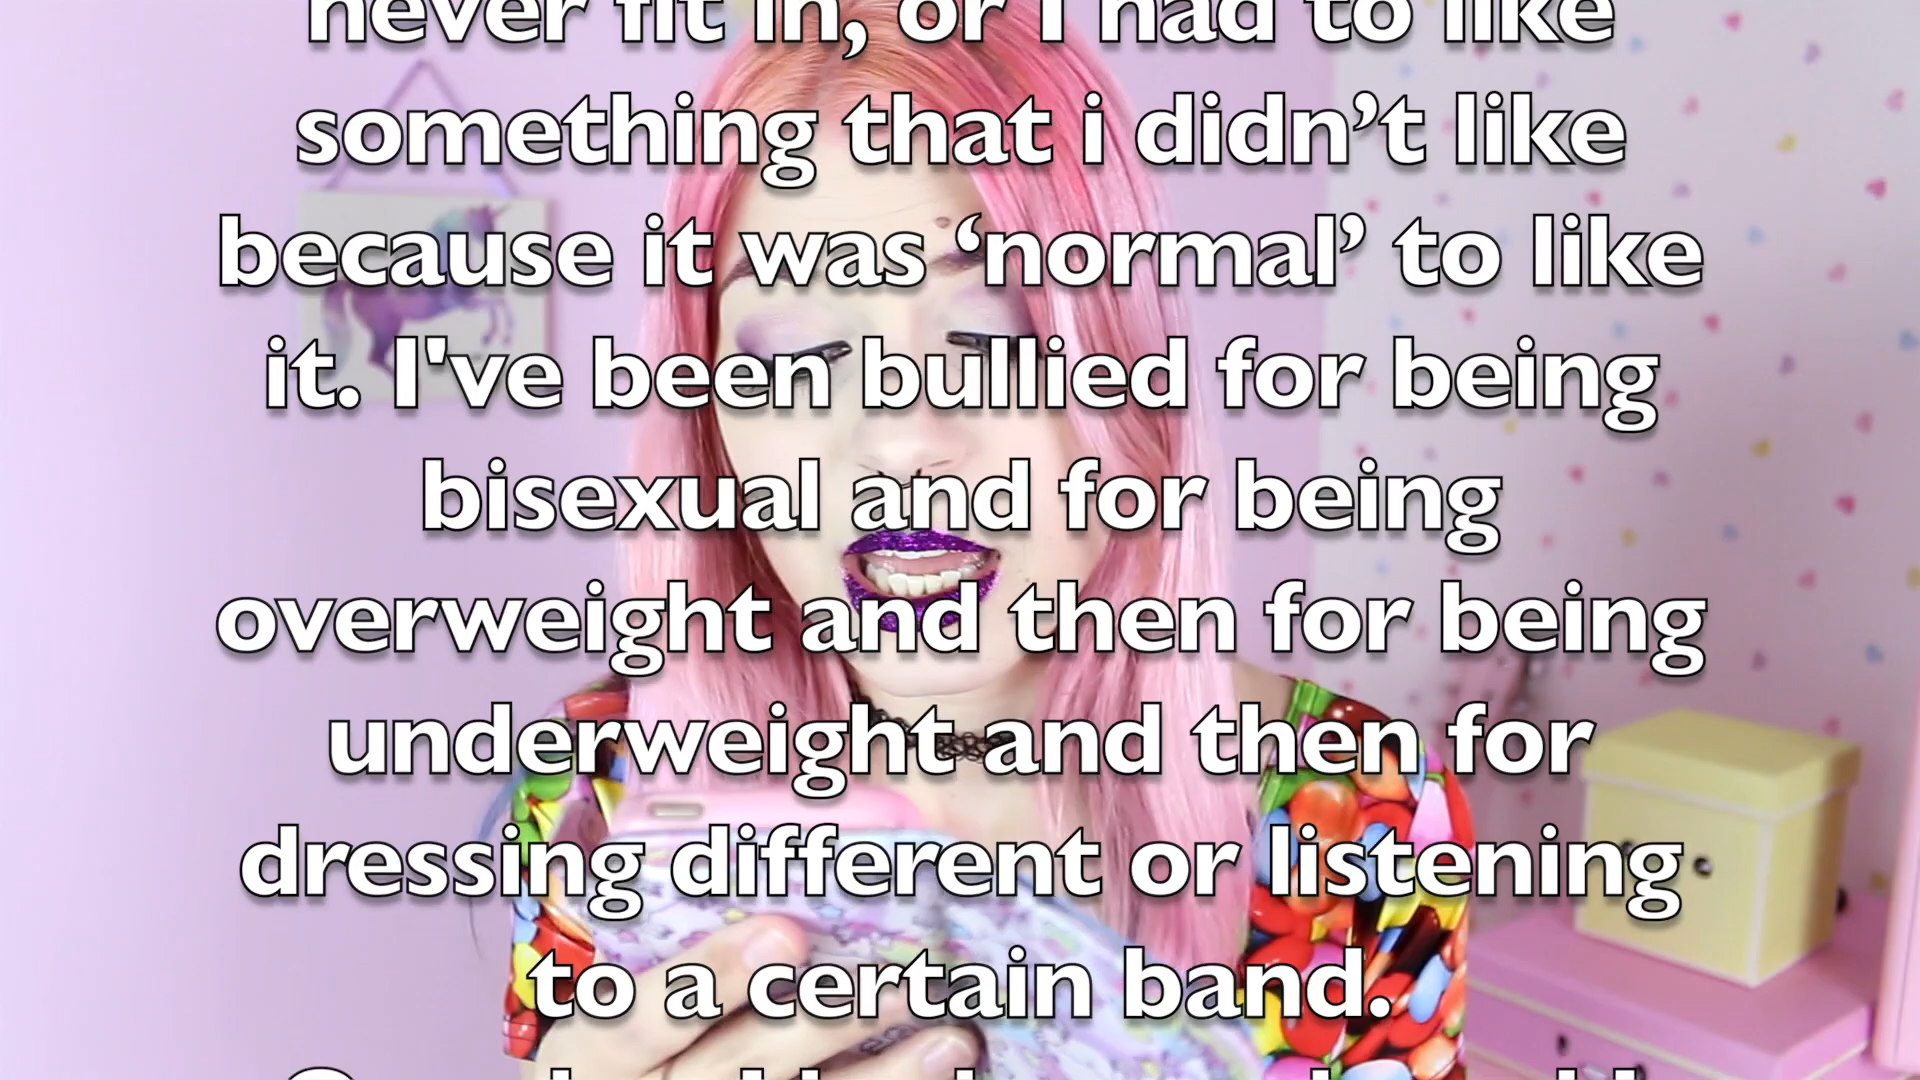 never fit in, or I had to like
something that i didn’t like
because it was ‘normal’ to like
it. I've been bullied for being
bisexual and for being
overweight and then for being
underweight and then for
dressing different or listening
to a certain band.